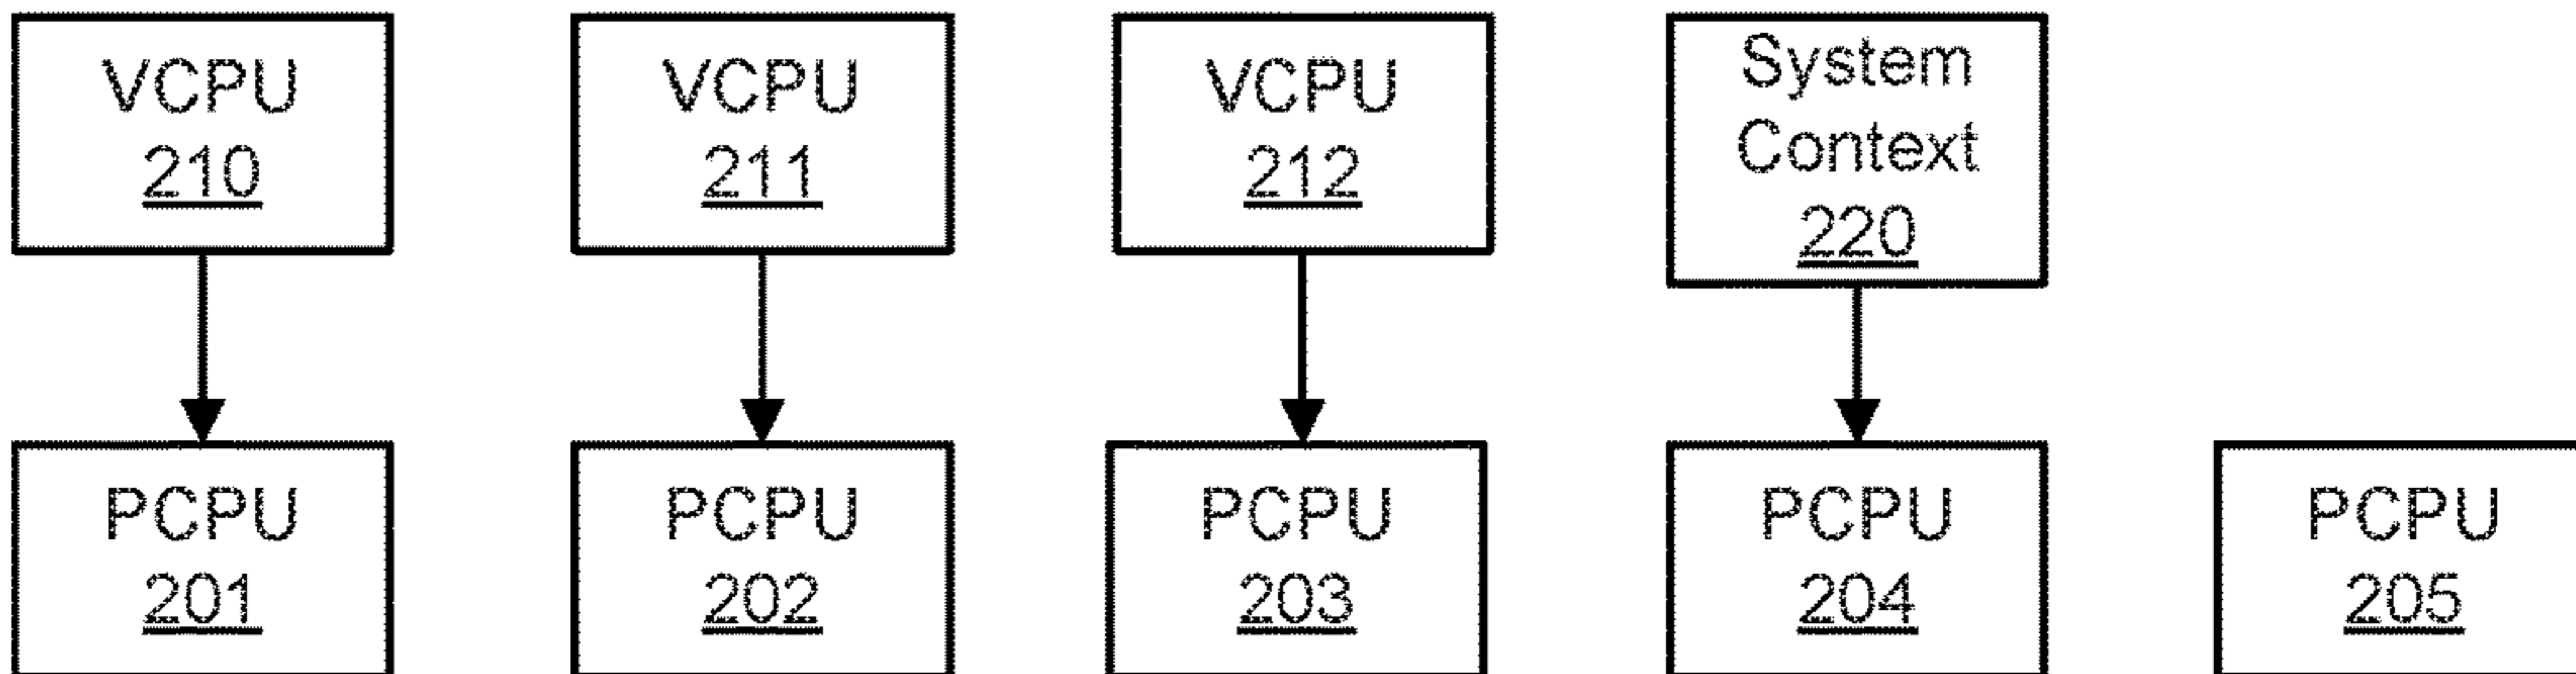 VCPU
210
VCPU
211
VCPU
212
System
Context
220
PCPU
201
PCPU
202
PCPU
203
PCPU
204
PCPU
205